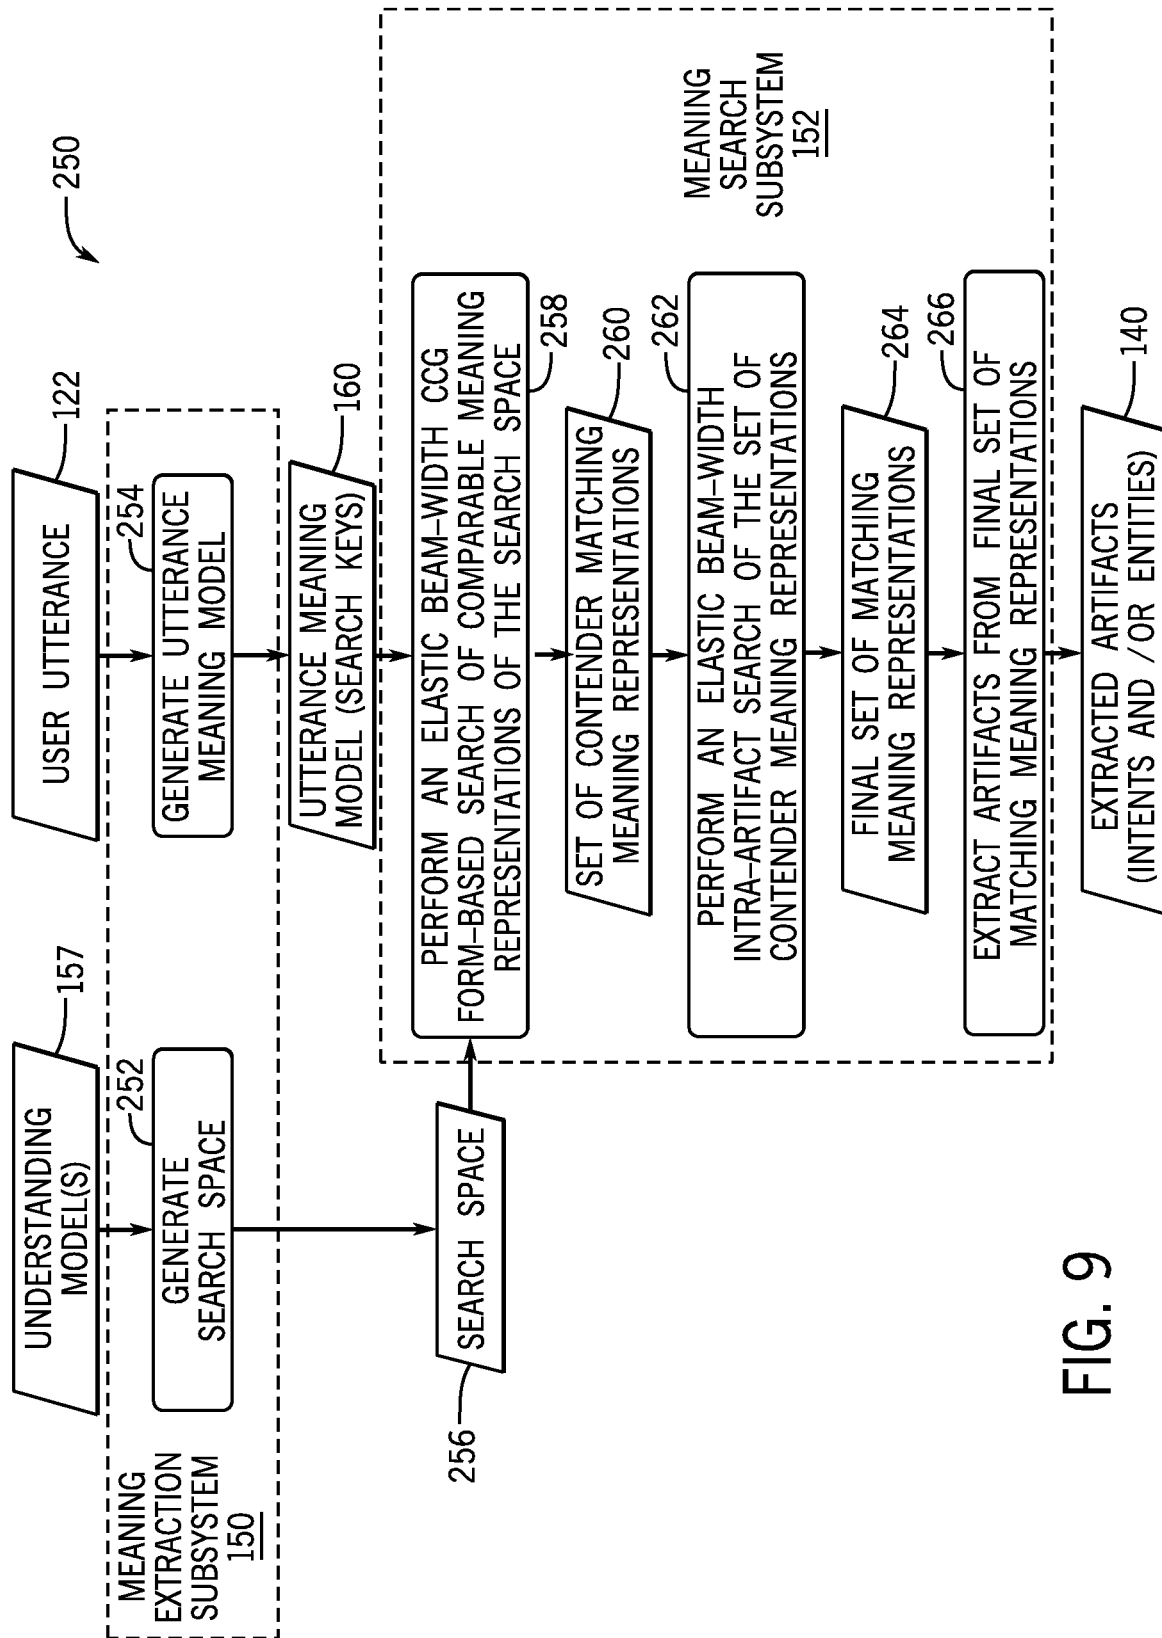 250
UNDERSTANDING
MODEL(S)
157
USER UTTERANCE
122
MEANING
EXTRACTION
SUBSYSTEM
150
252
GENERATE
SEARCH SPACE
254
GENERATE UTTERANCE
MEANING MODEL
UTTERANCE MEANING
MODEL (SEARCH KEYS)
160
256
SEARCH SPACE
PERFORM AN ELASTIC BEAM-WIDTH CCG
FORM-BASED SEARCH OF COMPARABLE MEANING
REPRESENTATIONS OF THE SEARCH SPACE
258
SET OF CONTENDER MATCHING
MEANING REPRESENTATIONS
260
PERFORM AN ELASTIC BEAM-WIDTH
INTRA-ARTIFACT SEARCH OF THE SET OF
CONTENDER MEANING REPRESENTATIONS
262
FINAL SET OF MATCHING
MEANING REPRESENTATIONS
264
EXTRACT ARTIFACTS FROM FINAL SET OF
MATCHING MEANING REPRESENTATIONS
266
MEANING
SEARCH
SUBSYSTEM
152
EXTRACTED ARTIFACTS
(INTENTS AND /OR ENTITIES)
140
FIG. 9